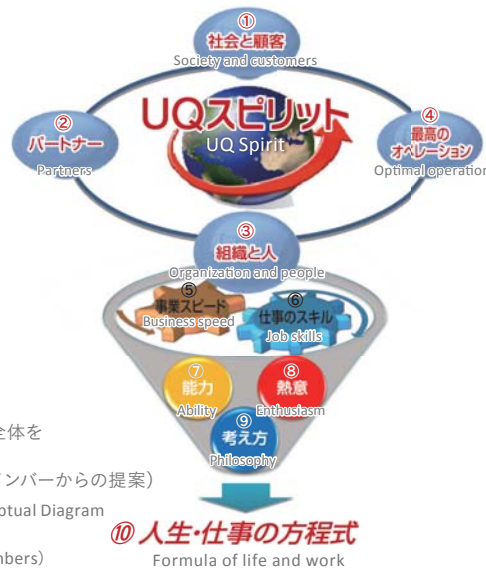 ①
社会と顧客
Society and customers
UQスピリット
UQ Spirit
②
パートナー
Partners
④
最高の
オペレーション
Optimal operation
③
組織と人
Organization and people
⑤
事業スピード
Business speed
⑥
仕事のスキル
Job skills
⑦
能力
Ability
⑧
熱意
Enthusiasm
⑨
考え方
Philosophy
全体を
メンバーからの提案）
ptual Diagram
mbers）
⑩ 人生・仕事の方程式
Formula of life and work